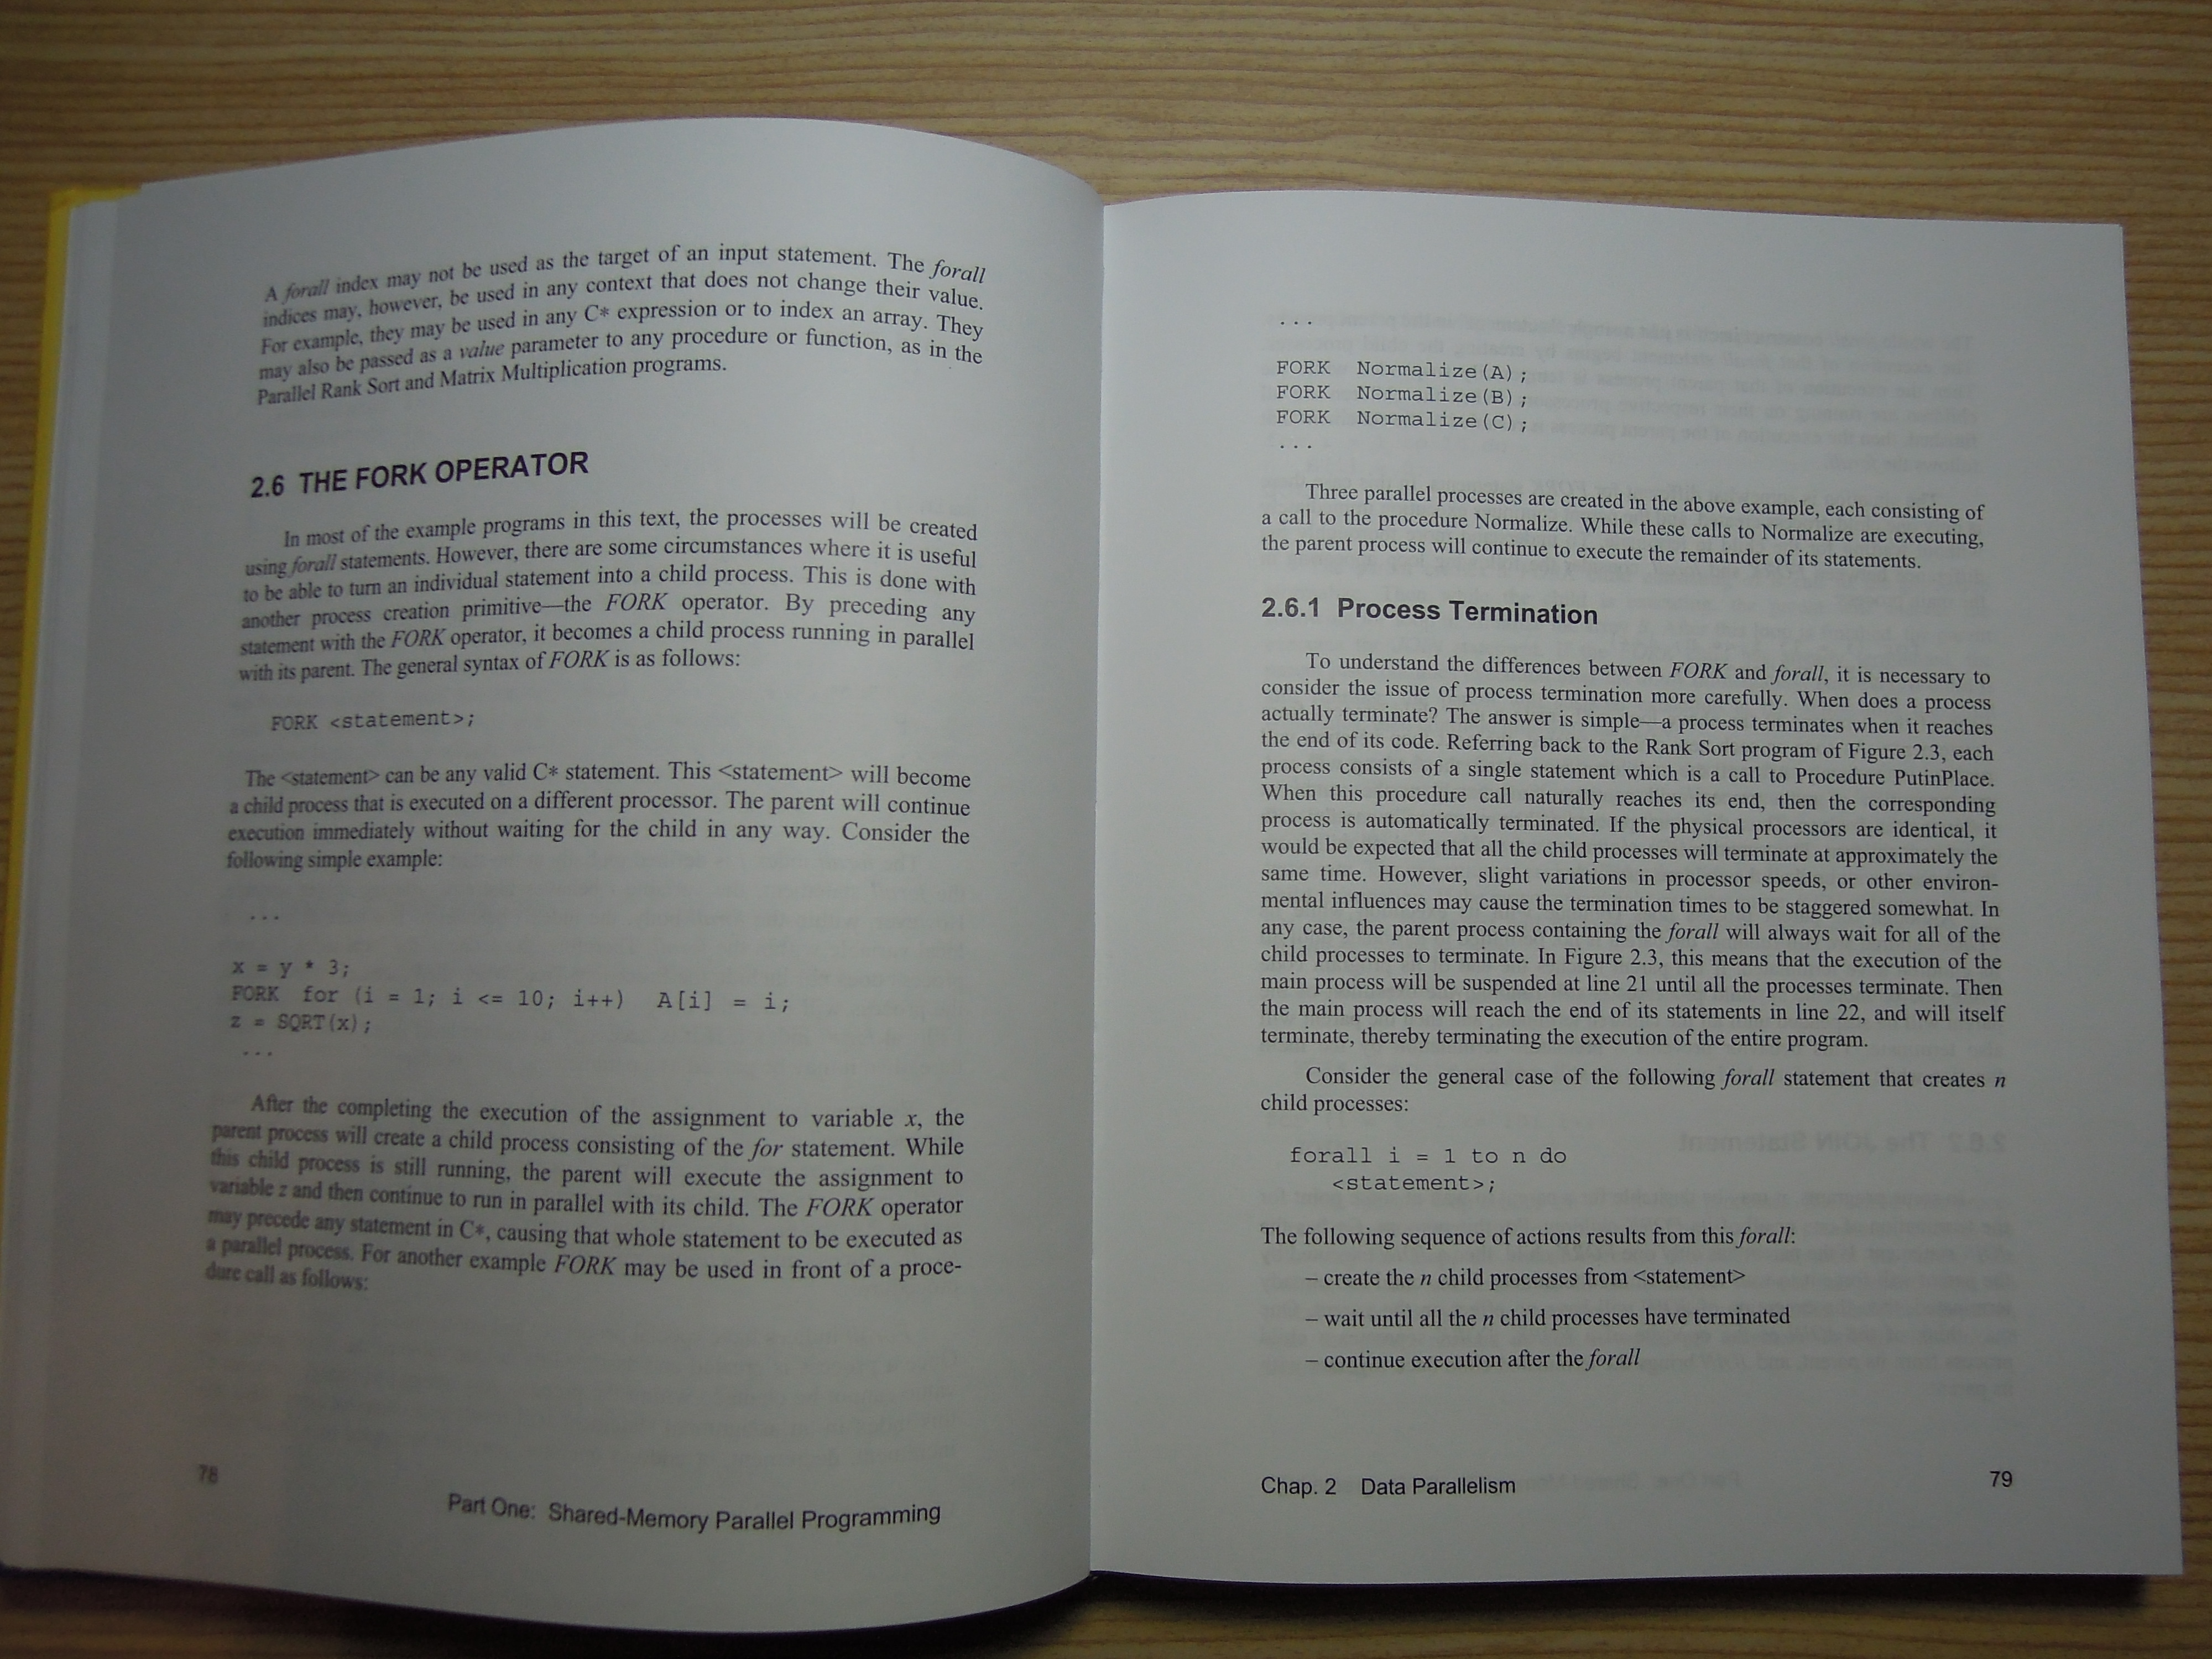 A forall index may not be used as the target of an input statement. The forall
indices may, however, be used in any context that does not change their value.
For example, they may be used in any C* expression or to index an array. They
may also be passed as a value parameter to any procedure or function, as in the
Parallel Rank Sort and Matrix Multiplication programs.
2.6 THE FORK OPERATOR
In most of the example programs in this text, the processes will be created
using forall statements. However, there are some circumstances where it is useful
to be able to turn an individual statement into a child process. This is done with
another process creation primitive—the FORK operator. By preceding any
statement with the FORK operator, it becomes a child process running in parallel
with its parent. The general syntax of FORK is as follows:
FORK <statement>;
The <statement> can be any valid C* statement. This <statement> will become
a child process that is executed on a different processor. The parent will continue
execution immediately without waiting for the child in any way. Consider the
following simple example:
...
x = y * 3;
FORK for (i = 1; i <= 10; i++) A[i] = i;
z = SQRT(x);
...
After the completing the execution of the assignment to variable x, the
parent process will create a child process consisting of the for statement. While
this child process is still running, the parent will execute the assignment to
variable z and then continue to run in parallel with its child. The FORK operator
may precede any statement in C*, causing that whole statement to be executed as
a parallel process. For another example FORK may be used in front of a proce-
dure call as follows:
78
Part One: Shared-Memory Parallel Programming
...
FORK Normalize(A);
FORK Normalize(B);
FORK Normalize(C);
...
Three parallel processes are created in the above example, each consisting of
a call to the procedure Normalize. While these calls to Normalize are executing,
the parent process will continue to execute the remainder of its statements.
2.6.1 Process Termination
To understand the differences between FORK and forall, it is necessary to
consider the issue of process termination more carefully. When does a process
actually terminate? The answer is simple—a process terminates when it reaches
the end of its code. Referring back to the Rank Sort program of Figure 2.3, each
process consists of a single statement which is a call to Procedure PutinPlace.
When this procedure call naturally reaches its end, then the corresponding
process is automatically terminated. If the physical processors are identical, it
would be expected that all the child processes will terminate at approximately the
same time. However, slight variations in processor speeds, or other environ-
mental influences may cause the termination times to be staggered somewhat. In
any case, the parent process containing the forall will always wait for all of the
child processes to terminate. In Figure 2.3, this means that the execution of the
main process will be suspended at line 21 until all the processes terminate. Then
the main process will reach the end of its statements in line 22, and will itself
terminate, thereby terminating the execution of the entire program.
Consider the general case of the following forall statement that creates n
child processes:
forall i = 1 to n do
<statement>;
The following sequence of actions results from this forall:
– create the n child processes from <statement>
– wait until all the n child processes have terminated
– continue execution after the forall
Chap. 2 Data Parallelism
79